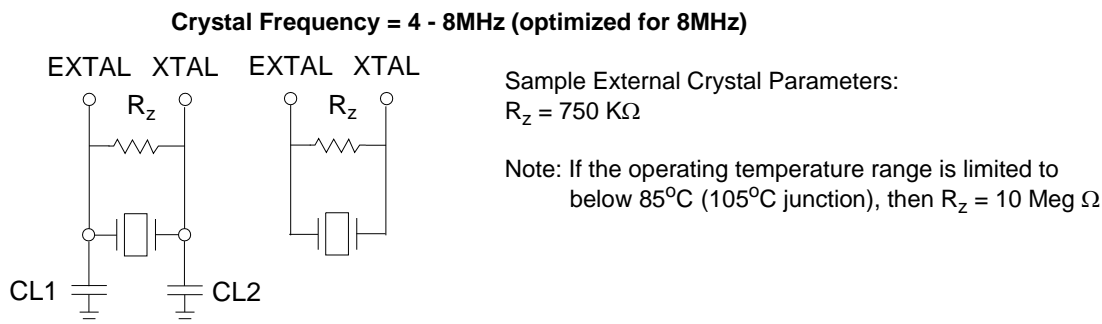 Crystal Frequency = 4 - 8MHz (optimized for 8MHz)
EXTAL XTAL EXTAL XTAL
Rz Rz
CL1 CL2
Sample External Crystal Parameters:
Rz = 750 KΩ
Note: If the operating temperature range is limited to
below 85°C (105°C junction), then Rz = 10 Meg Ω